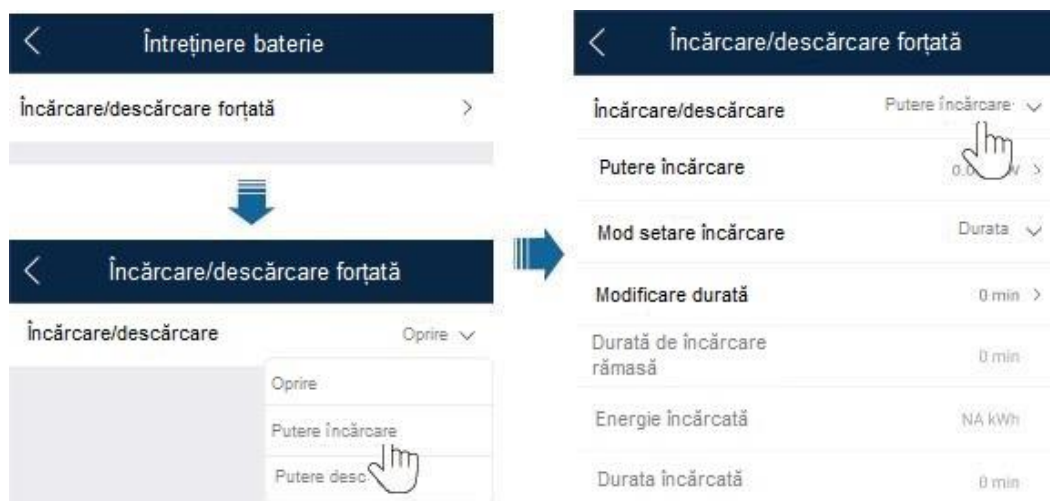 Întreținere baterie
Încărcare/descărcare forțată
Încărcare/descărcare forțată
Încărcare/descărcare
Oprire
Oprire
Putere încărcare
Putere desc
Încărcare/descărcare forțată
Încărcare/descărcare
Putere încărcare
Putere încărcare
Mod setare încărcare
Durata
Modificare durată
0 min
Durată de încărcare
rămasă
0 min
Energie încărcată
NA kWh
Durata încărcată
0 min